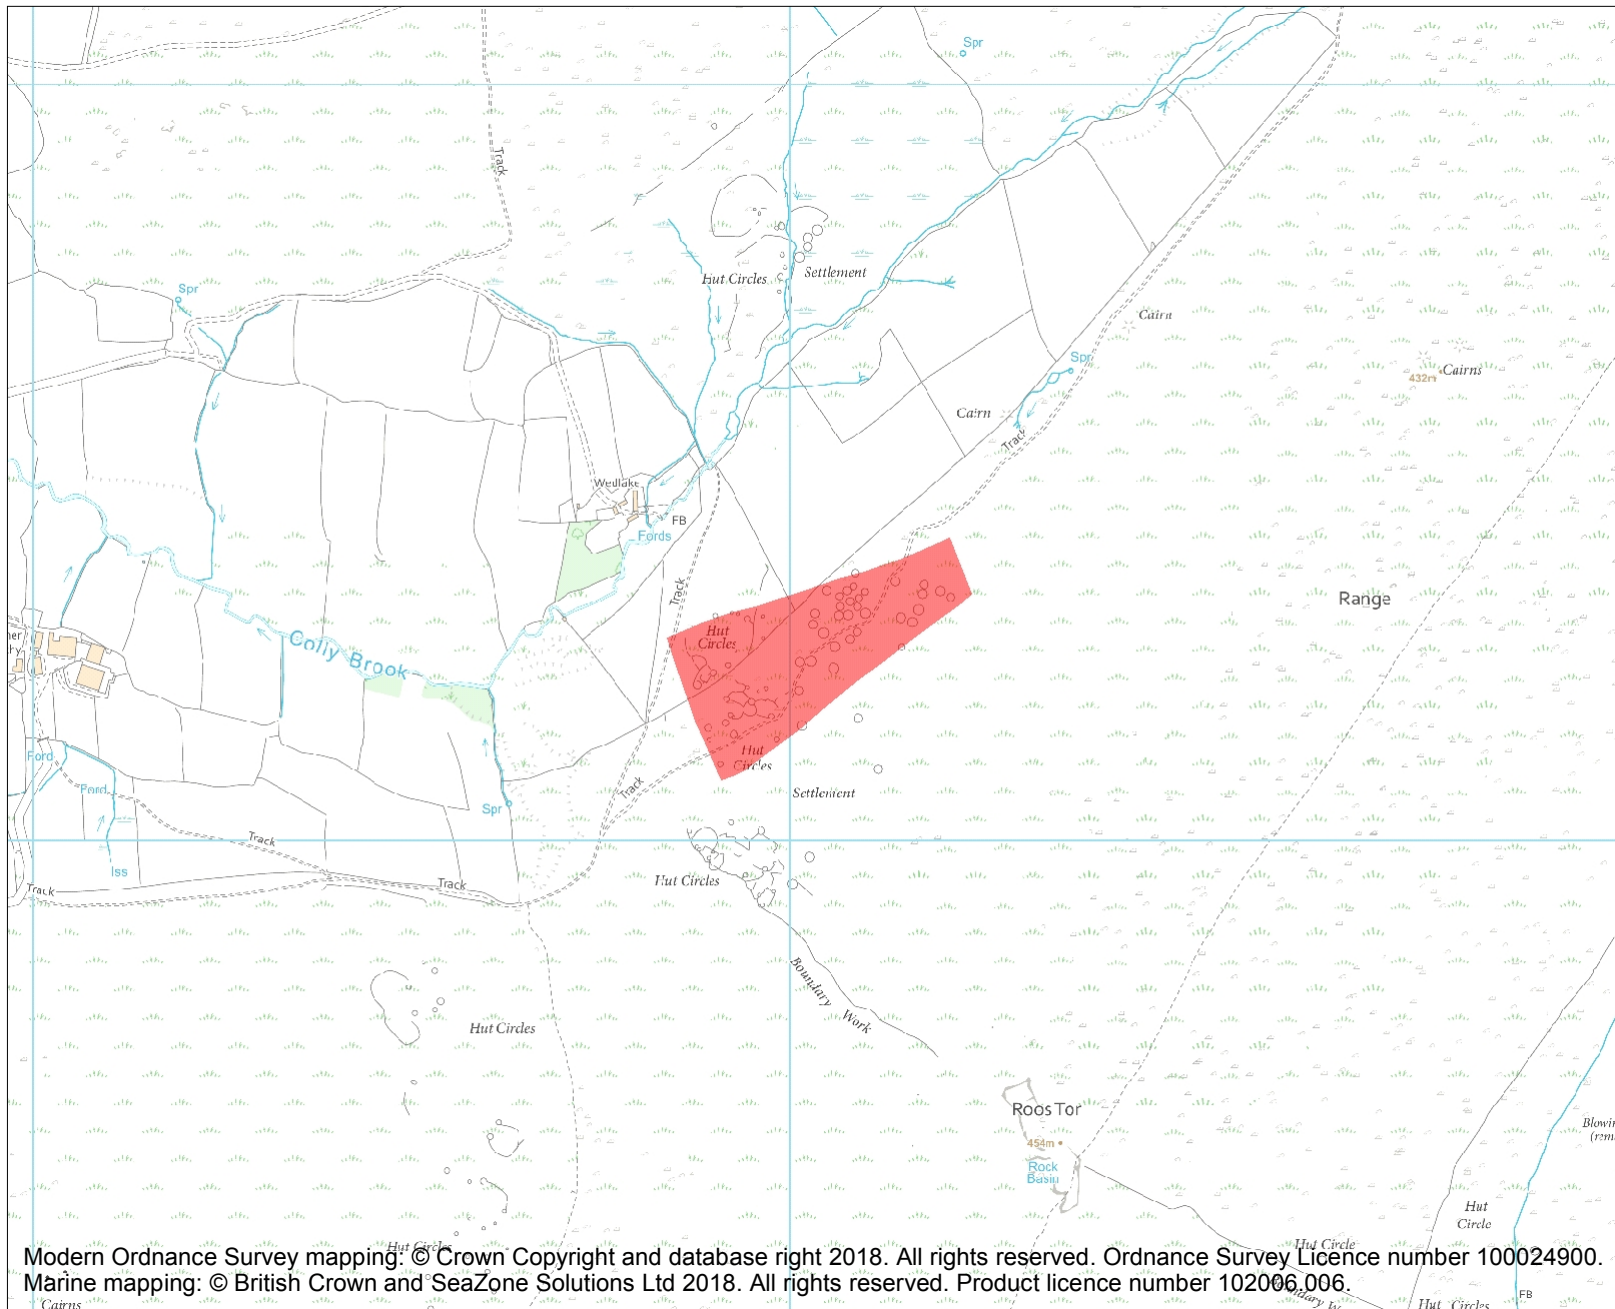 Spr
Track
Hut Circles
Settlement
Spr
Cairn
Spr
Cairns
432m
Cairn
Track
Wedlake
FB
Fords
Track
Range
Colly Brook
Hut
Circles
Hut
Circles
Ford
Ford
Track
Settlement
Spr
Track
Iss
Track
Track
Hut Circles
Boundary Work
Hut Circles
Roos Tor
454m
Rock
Basin
Hut
Circle
Hut Circles
Hut Circle
Modern Ordnance Survey mapping: © Crown Copyright and database right 2018. All rights reserved. Ordnance Survey Licence number 100024900.
Marine mapping: © British Crown and SeaZone Solutions Ltd 2018. All rights reserved. Product licence number 102006.006.
Cairns
Hut Circles
FB